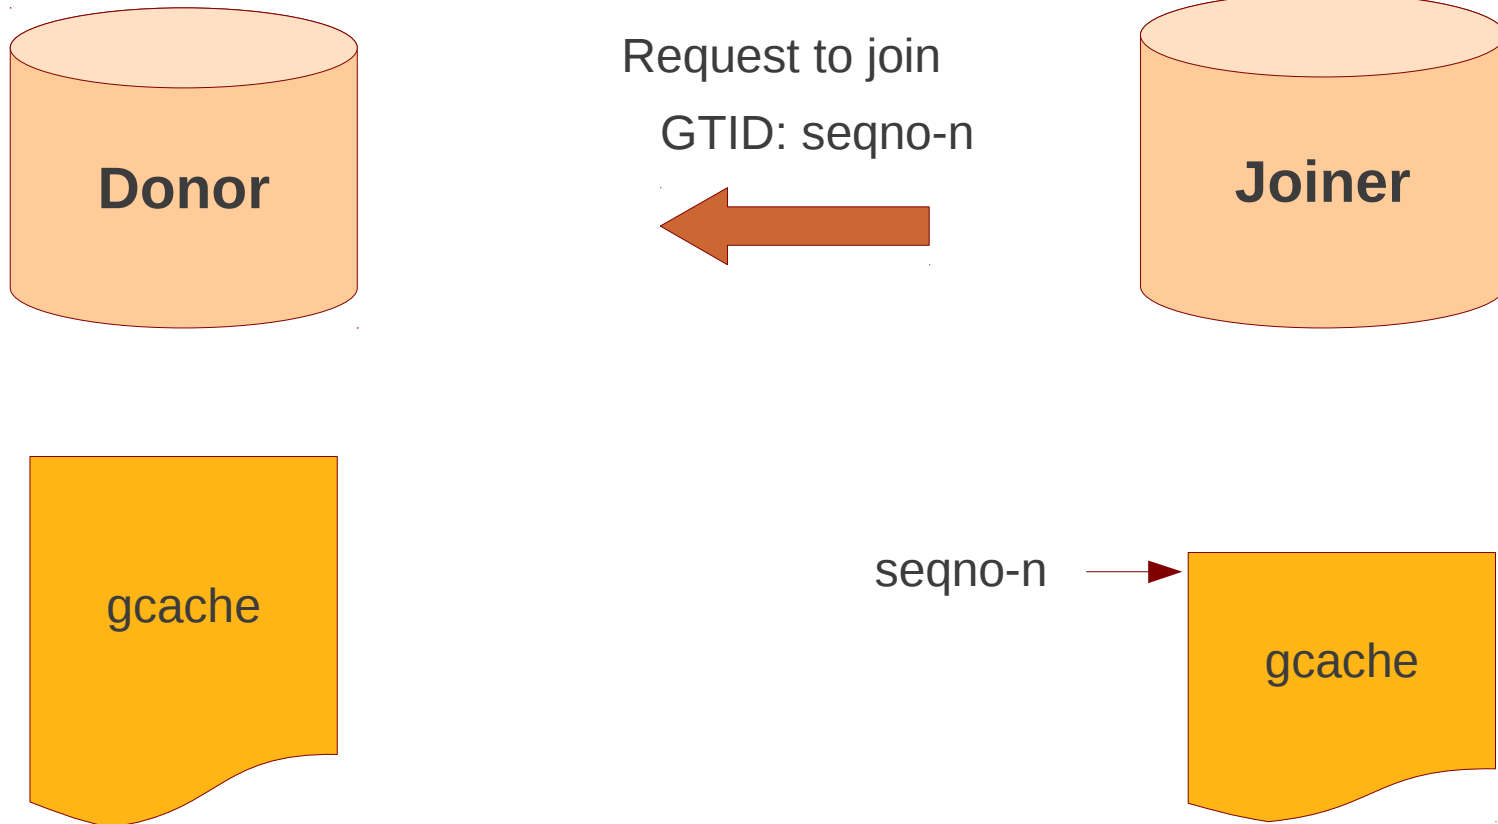 Request to join
GTID: seqno-n
Donor
Joiner
seqno-n
gcache
gcache